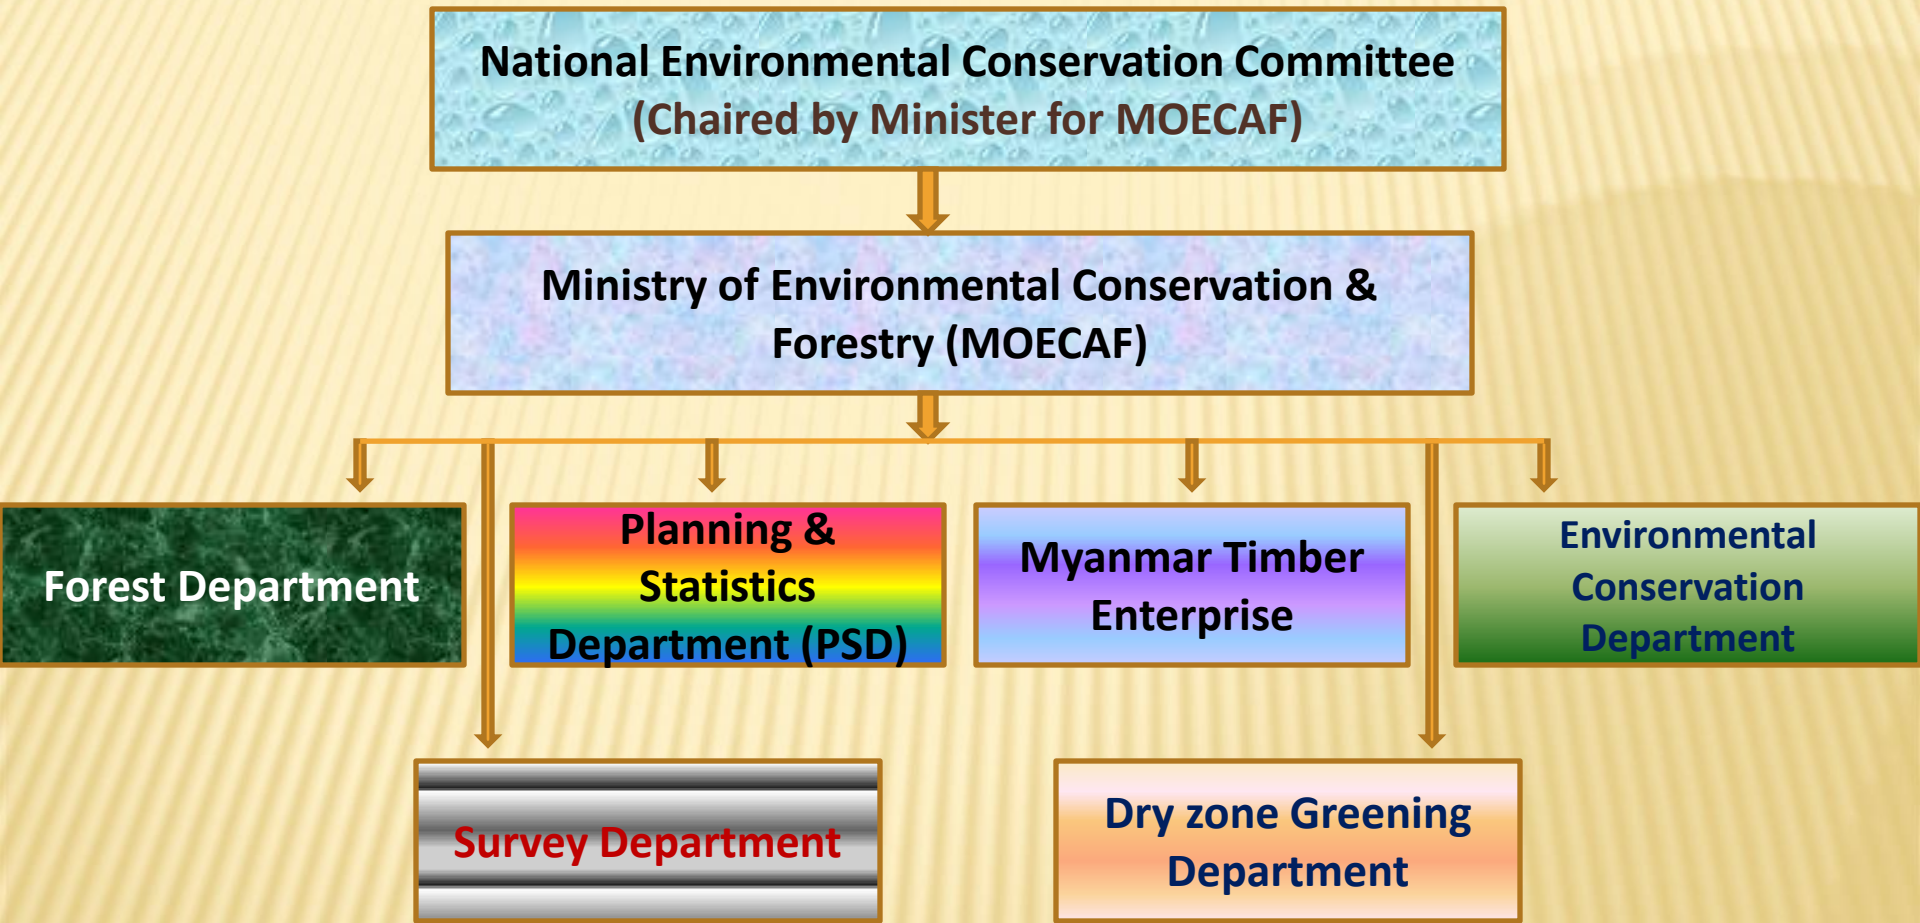 National Environmental Conservation Committee
(Chaired by Minister for MOECAF)
Ministry of Environmental Conservation &
Forestry (MOECAF)
Forest Department
Planning &
Statistics
Department (PSD)
Myanmar Timber
Enterprise
Environmental
Conservation
Department
Survey Department
Dry zone Greening
Department